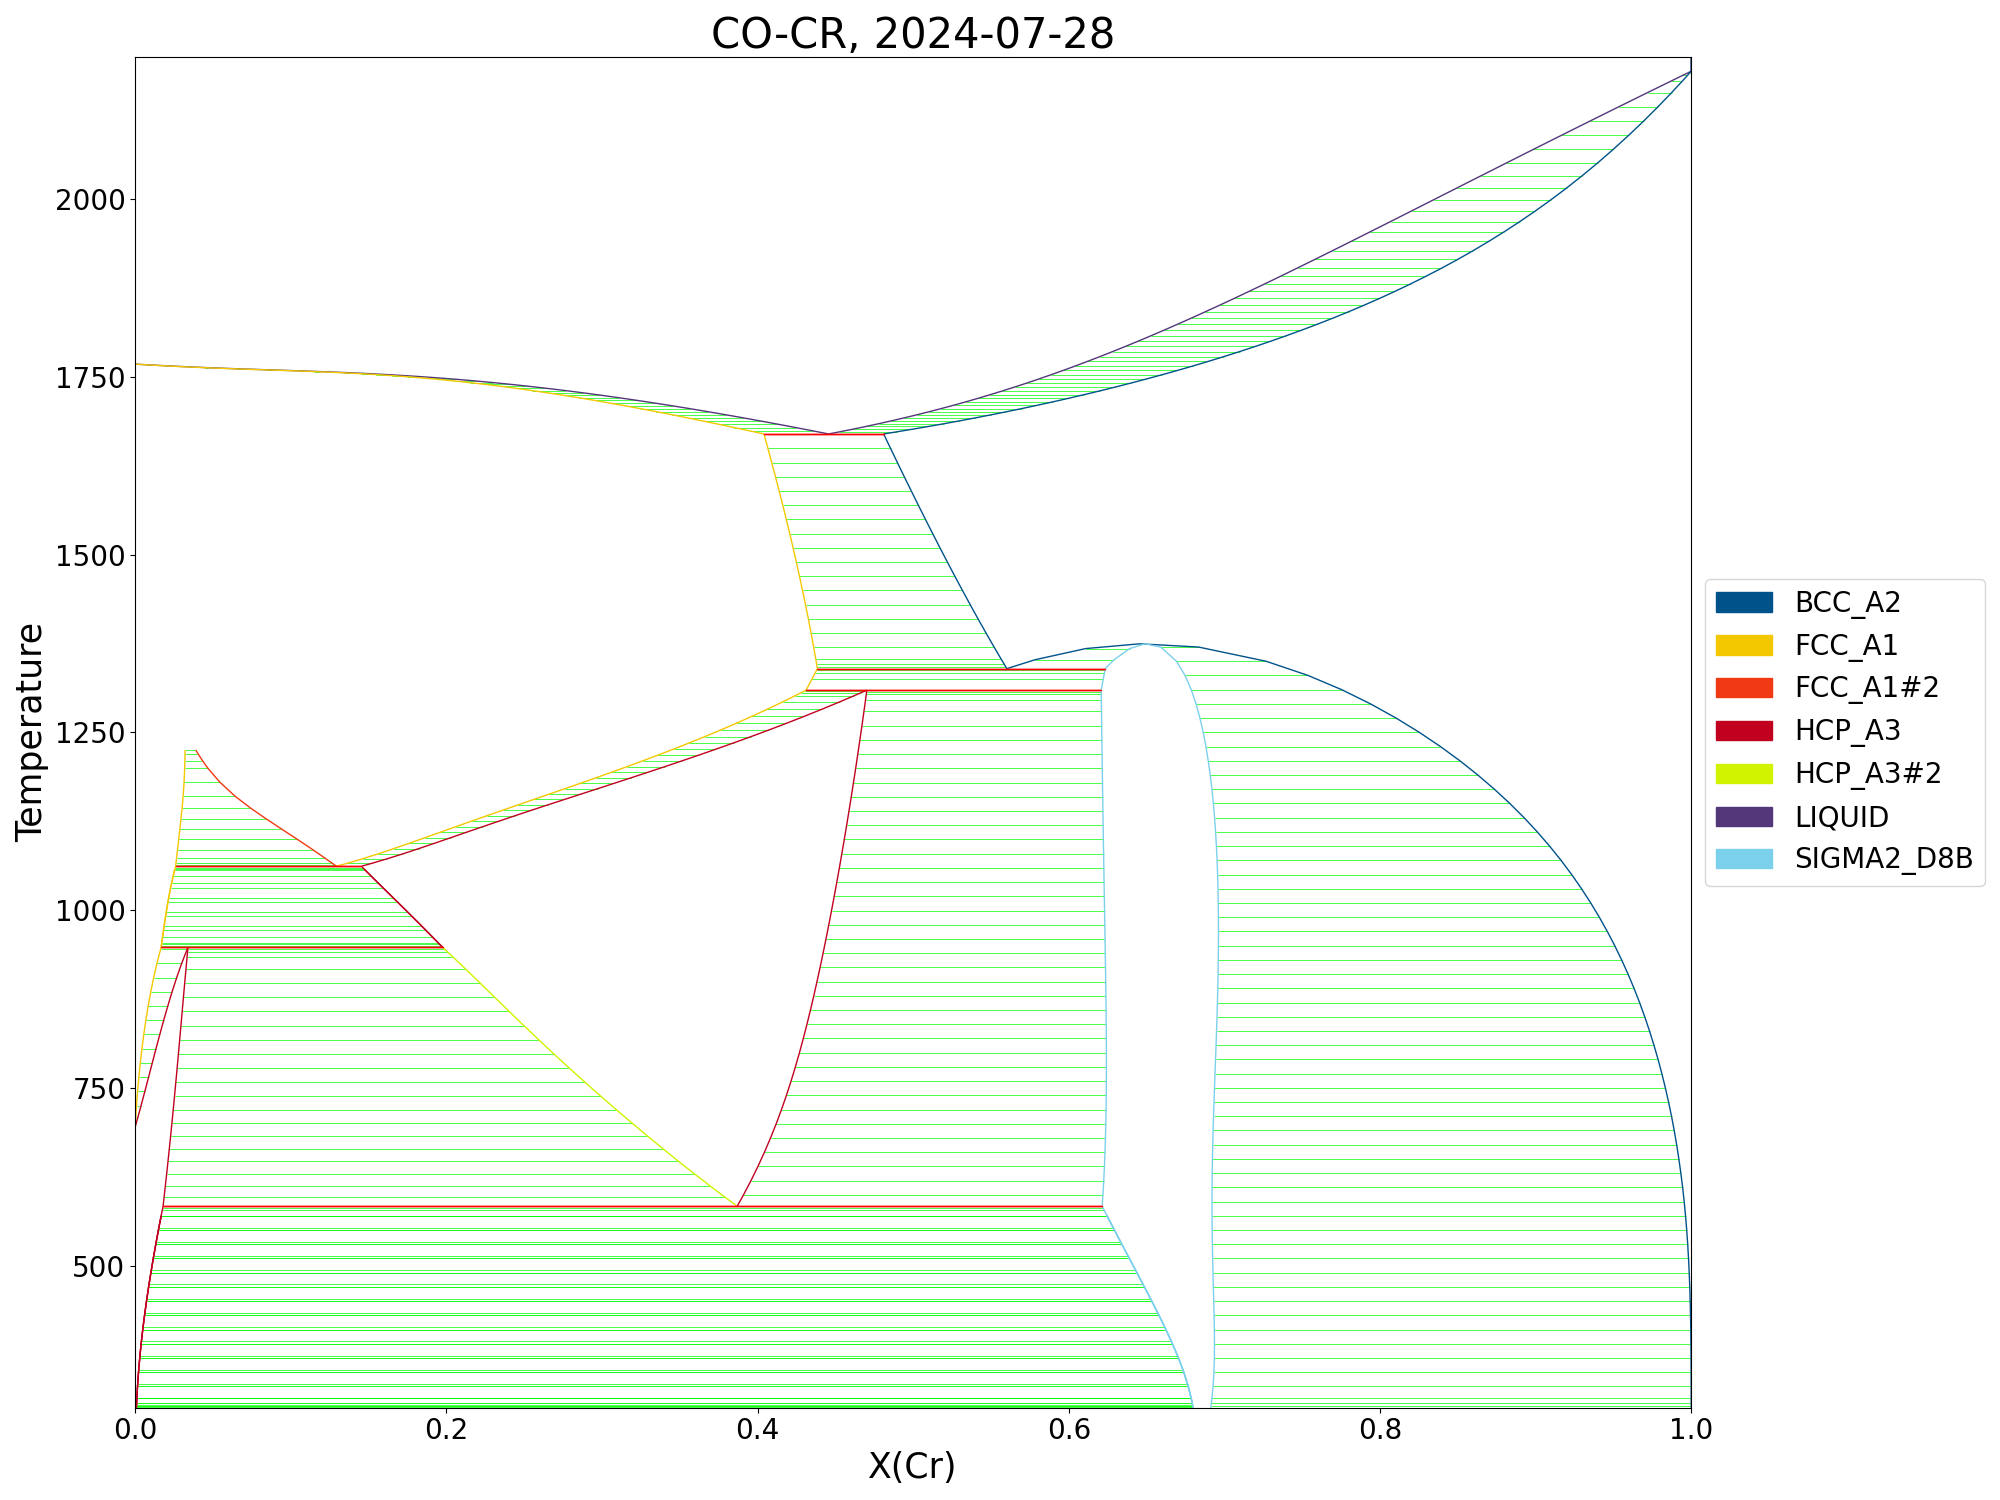 CO-CR, 2024-07-28
Temperature
2000
1750
1500
1250
1000
750
500
0.0
0.2
0.4
0.6
0.8
1.0
X(Cr)
BCC_A2
FCC_A1
FCC_A1#2
HCP_A3
HCP_A3#2
LIQUID
SIGMA2_D8B